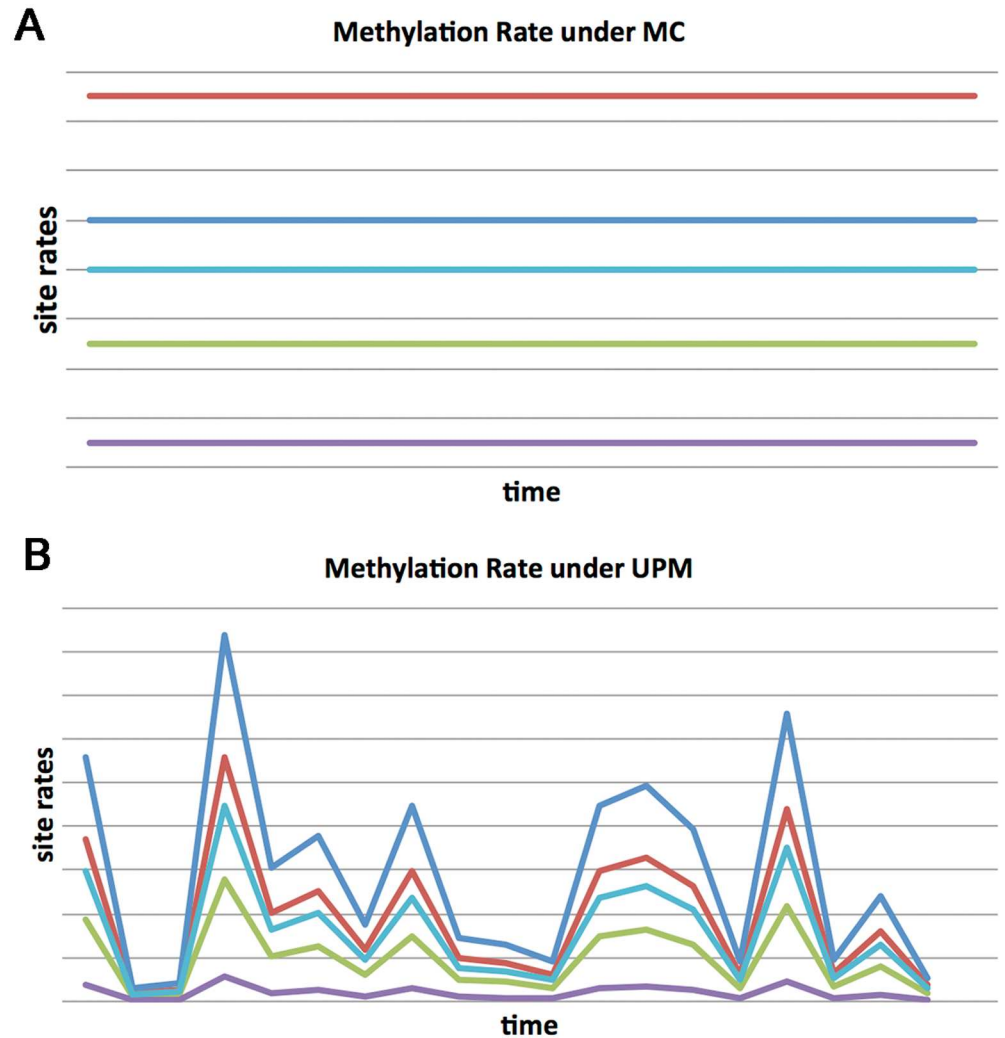 A
Methylation Rate under MC
site rates
time
B
Methylation Rate under UPM
site rates
time